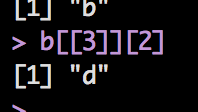 [1] "b"
> b[[3]][2]
[1] "d"
>